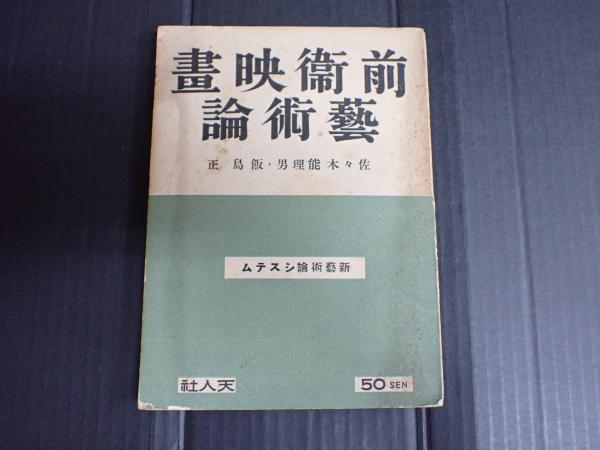 前衞映畫
藝術論
佐々木能理男・飯島正
新藝術論システム
天人社
50 SEN